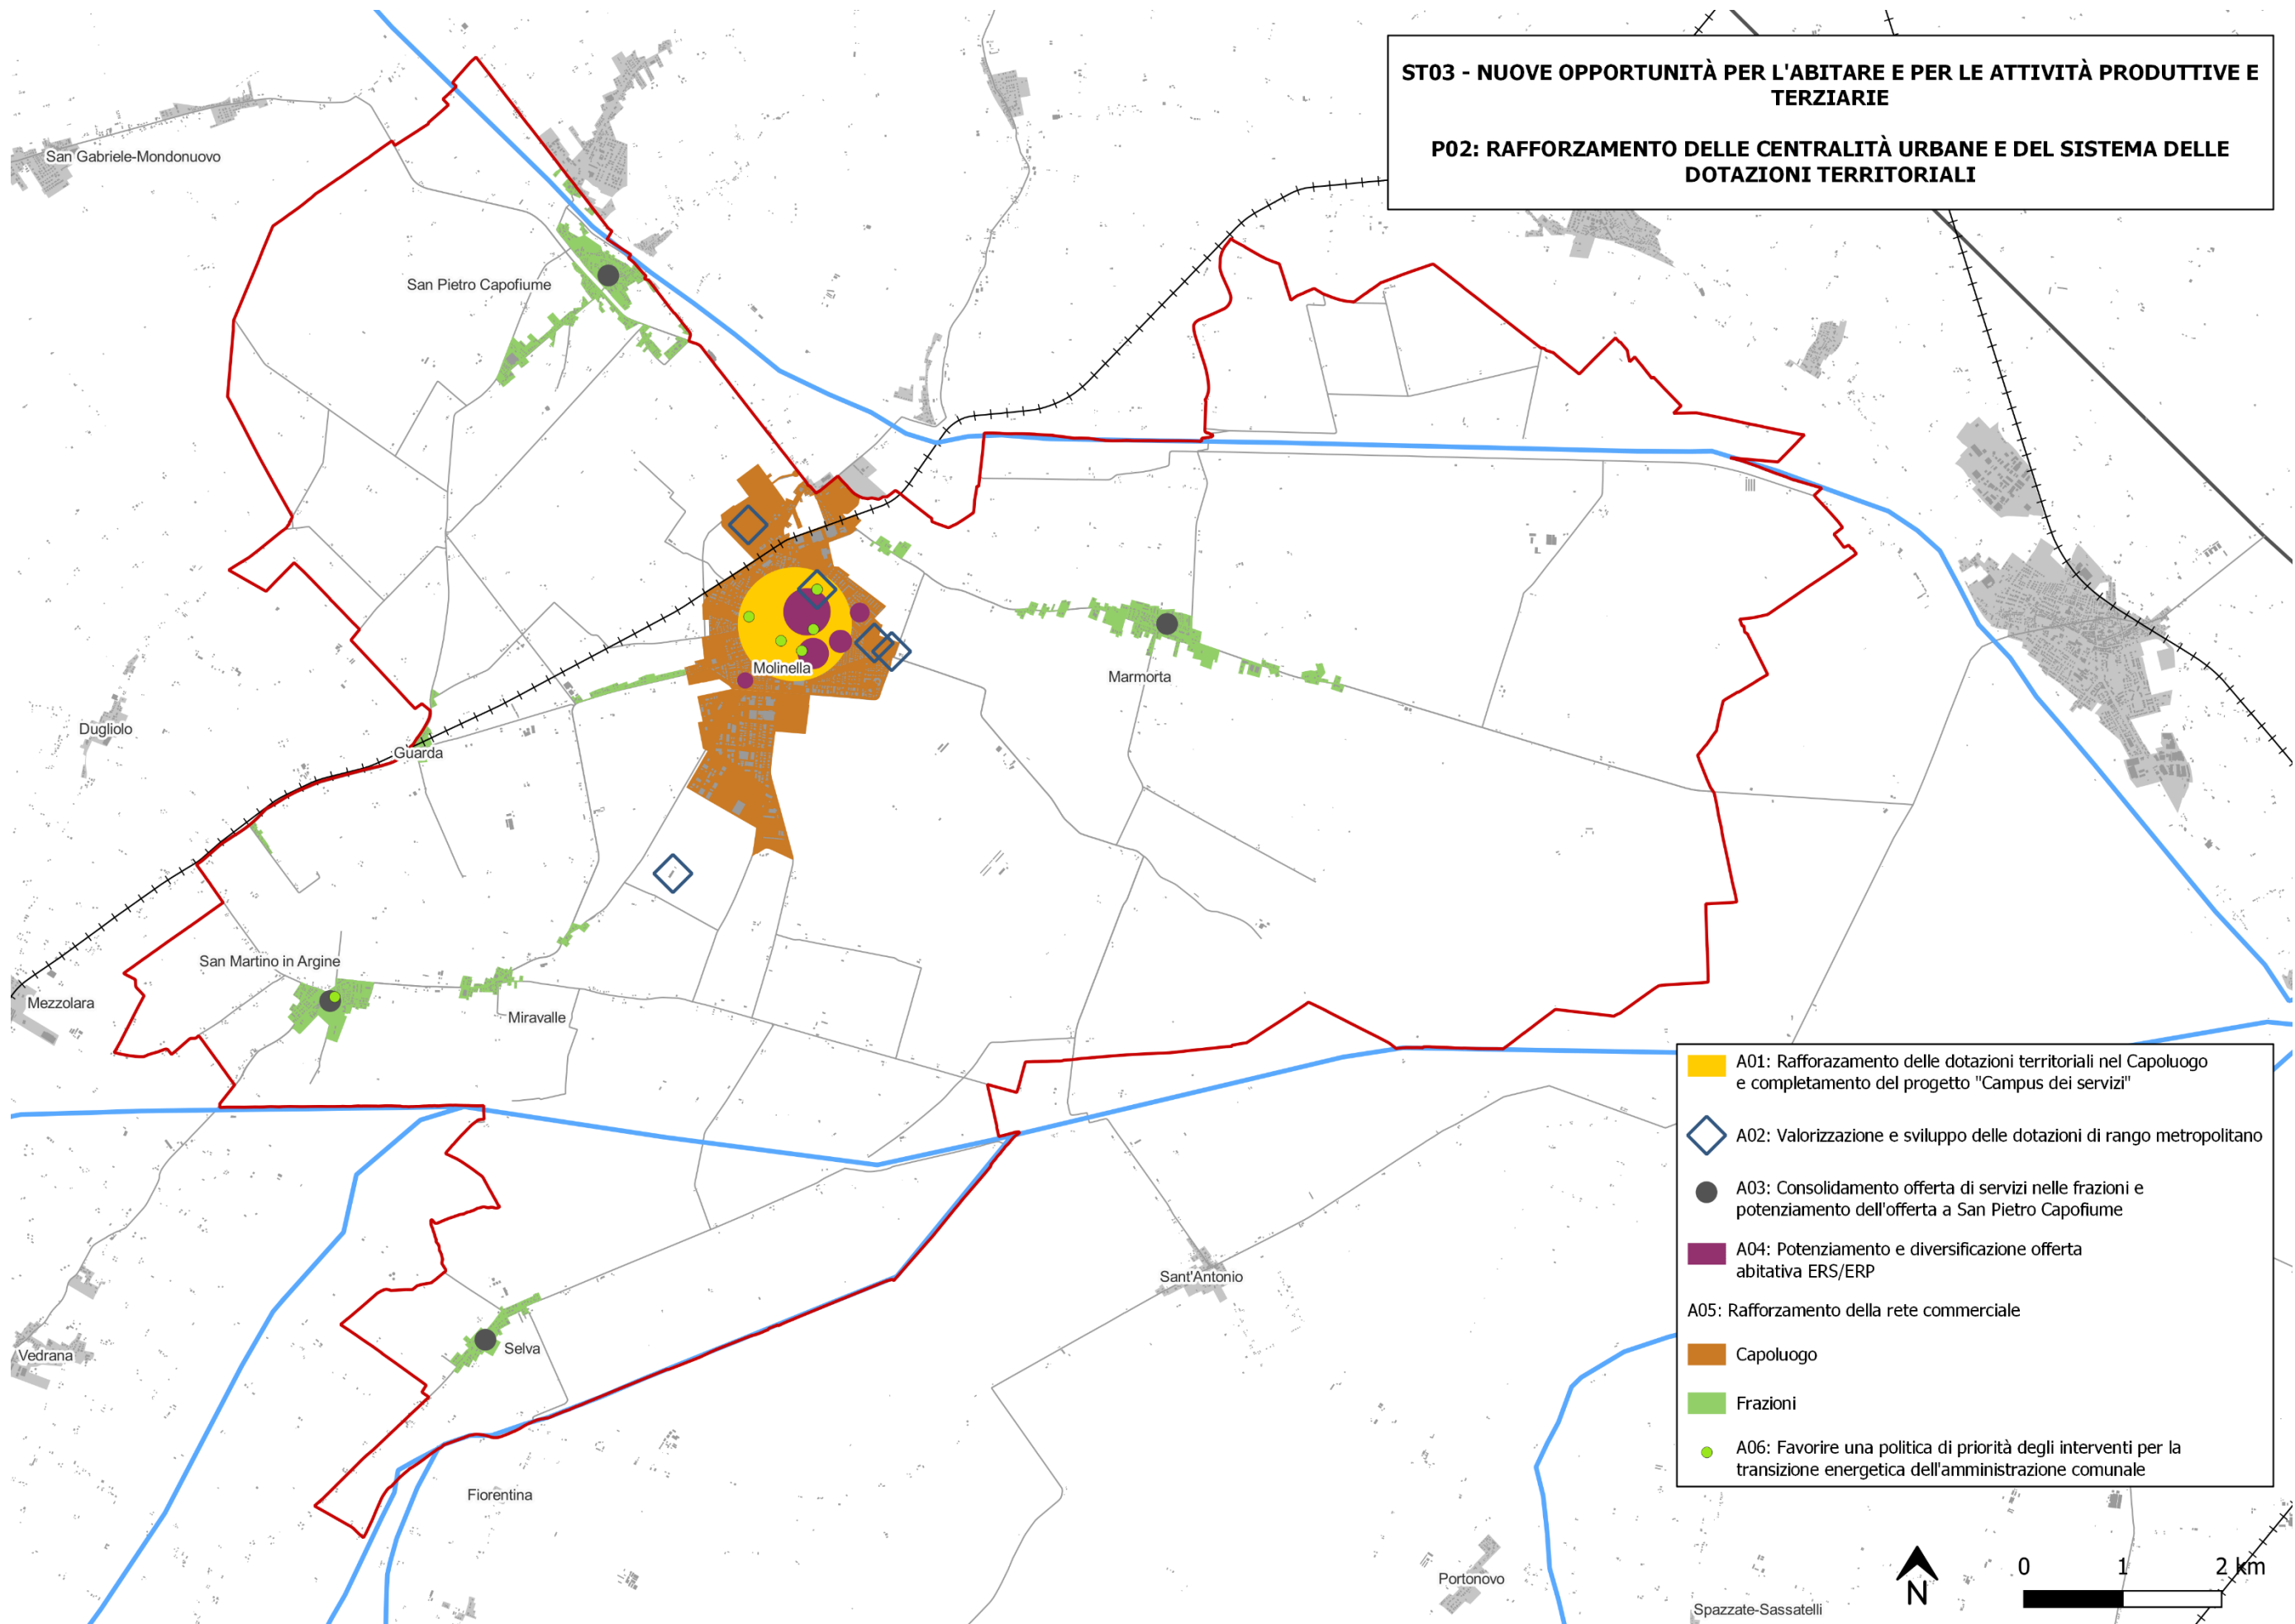 ST03 - NUOVE OPPORTUNITÀ PER L'ABITARE E PER LE ATTIVITÀ PRODUTTIVE E
TERZIARIE
P02: RAFFORZAMENTO DELLE CENTRALITÀ URBANE E DEL SISTEMA DELLE
DOTAZIONI TERRITORIALI
San Gabriele-Mondonuovo
San Pietro Capofiume
Molinella
Marmorta
Dugliolo
Guarda
San Martino in Argine
Mezzolara
Miravalle
Sant'Antonio
Vedrana
Selva
Fiorentina
Portonovo
Spazzate-Sassatelli
A01: Rafforazamento delle dotazioni territoriali nel Capoluogo
e completamento del progetto "Campus dei servizi"
A02: Valorizzazione e sviluppo delle dotazioni di rango metropolitano
A03: Consolidamento offerta di servizi nelle frazioni e
potenziamento dell'offerta a San Pietro Capofiume
A04: Potenziamento e diversificazione offerta
abitativa ERS/ERP
A05: Rafforzamento della rete commerciale
Capoluogo
Frazioni
A06: Favorire una politica di priorità degli interventi per la
transizione energetica dell'amministrazione comunale
N
0 1 2 km